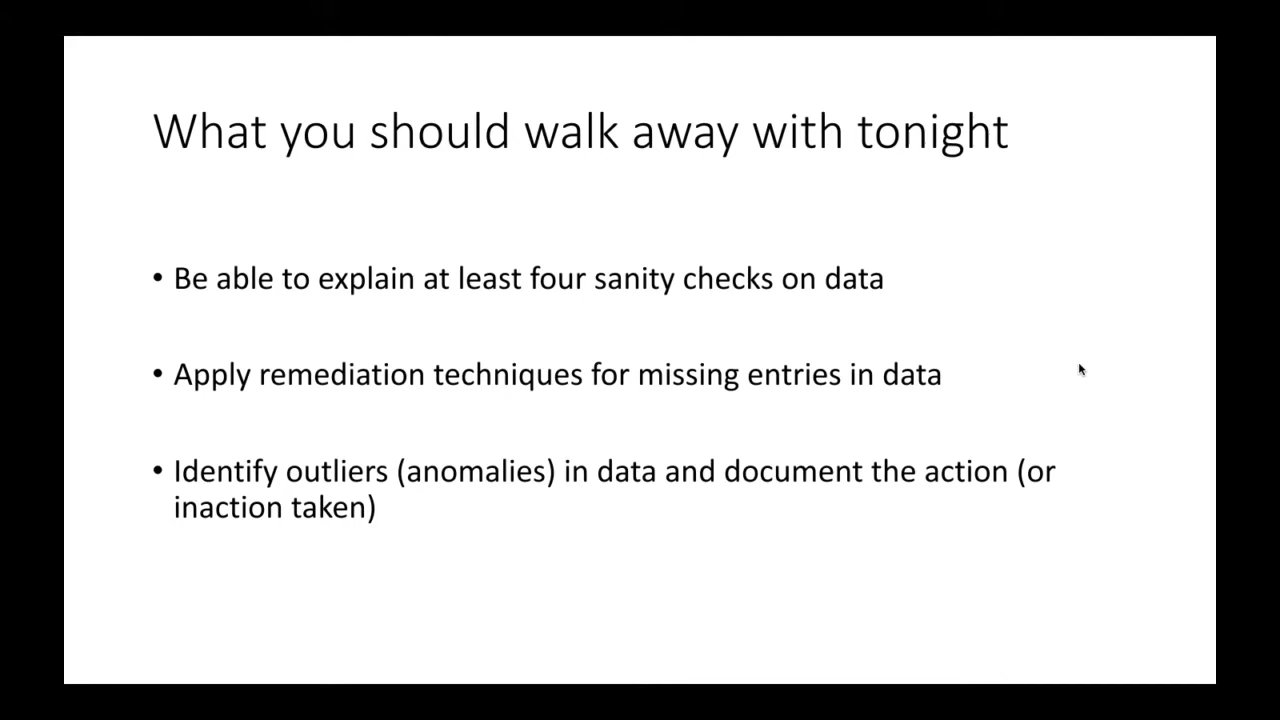 What you should walk away with tonight
• Be able to explain at least four sanity checks on data
• Apply remediation techniques for missing entries in data
• Identify outliers (anomalies) in data and document the action (or
inaction taken)